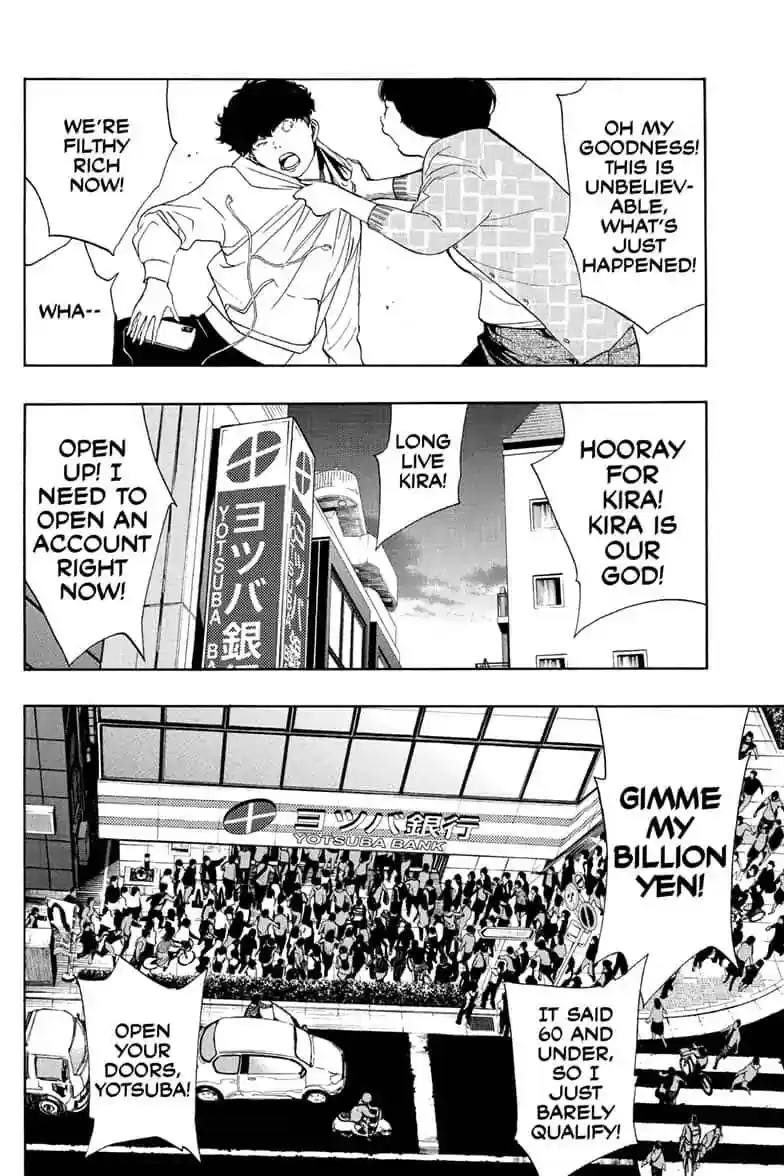 OH MY
GOODNESS!
THIS IS
UNBELIEV-
ABLE,
WHAT'S
JUST
HAPPENED!
WE'RE
FILTHY
RICH
NOW!
WHA--
HOORAY
FOR
KIRA!
KIRA IS
OUR
GOD!
LONG
LIVE
KIRA!
OPEN
UP! I
NEED TO
OPEN AN
ACCOUNT
RIGHT
NOW!
ヨツバ銀
YOTSUBA BA
GIMME
MY
BILLION
YEN!
ヨツバ銀行
YOTSUBA BANK
IT SAID
60 AND
UNDER,
SO I
JUST
BARELY
QUALIFY!
OPEN
YOUR
DOORS,
YOTSUBA!